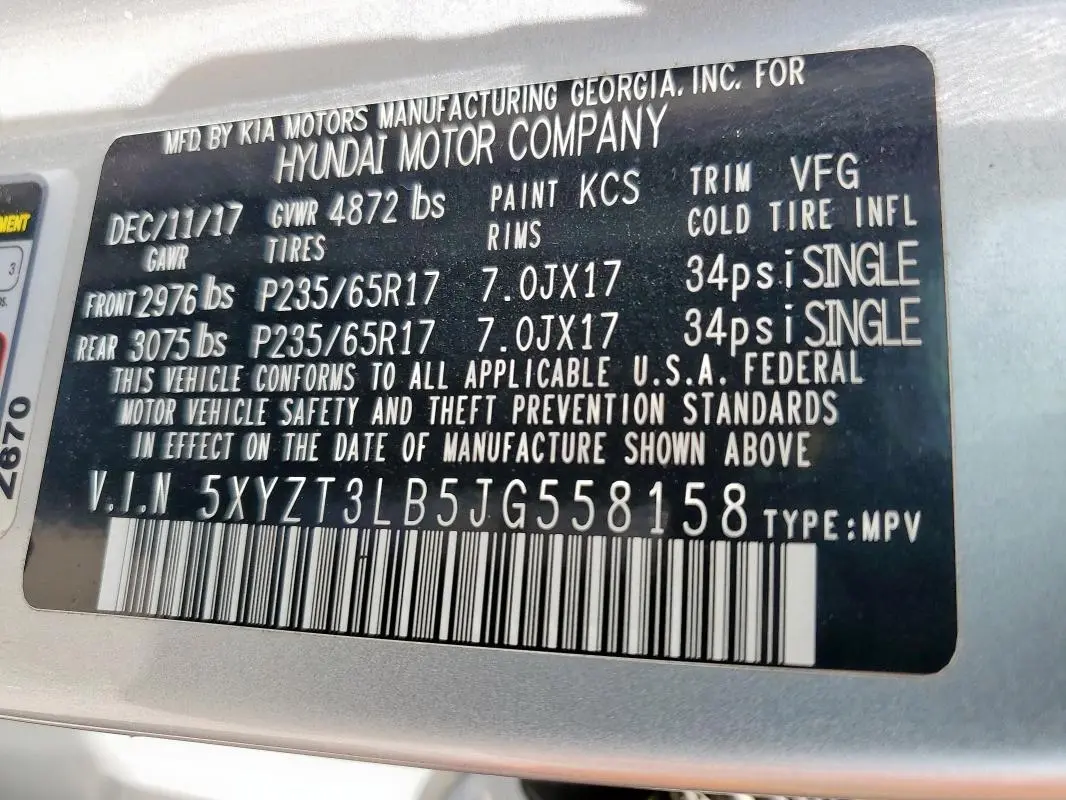 MFD. BY KIA MOTORS MANUFACTURING GEORGIA, INC. FOR
HYUNDAI MOTOR COMPANY
DEC/11/17 GVWR 4872 lbs PAINT KCS TRIM VFG
GAWR TIRES RIMS COLD TIRE INFL
FRONT 2976 lbs P235/65R17 7.0JX17 34psi SINGLE
REAR 3075 lbs P235/65R17 7.0JX17 34psi SINGLE
THIS VEHICLE CONFORMS TO ALL APPLICABLE U.S.A. FEDERAL
MOTOR VEHICLE SAFETY AND THEFT PREVENTION STANDARDS
IN EFFECT ON THE DATE OF MANUFACTURE SHOWN ABOVE
V.I.N 5XYZT3LB5JG558158 TYPE:MPV
3